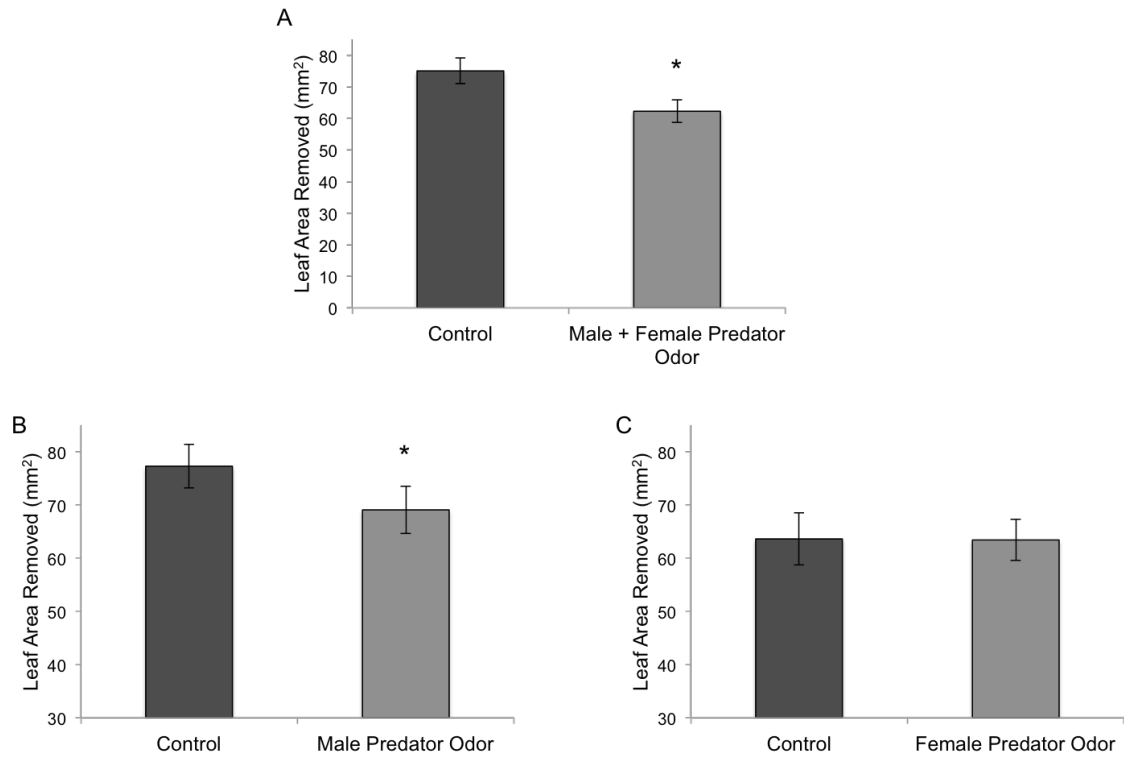 A
Leaf Area Removed (mm²)
80
70
60
50
40
30
20
10
0
*
Control
Male + Female Predator
Odor
B
Leaf Area Removed (mm²)
80
70
60
50
40
30
*
Control
Male Predator Odor
C
Leaf Area Removed (mm²)
80
70
60
50
40
30
Control
Female Predator Odor